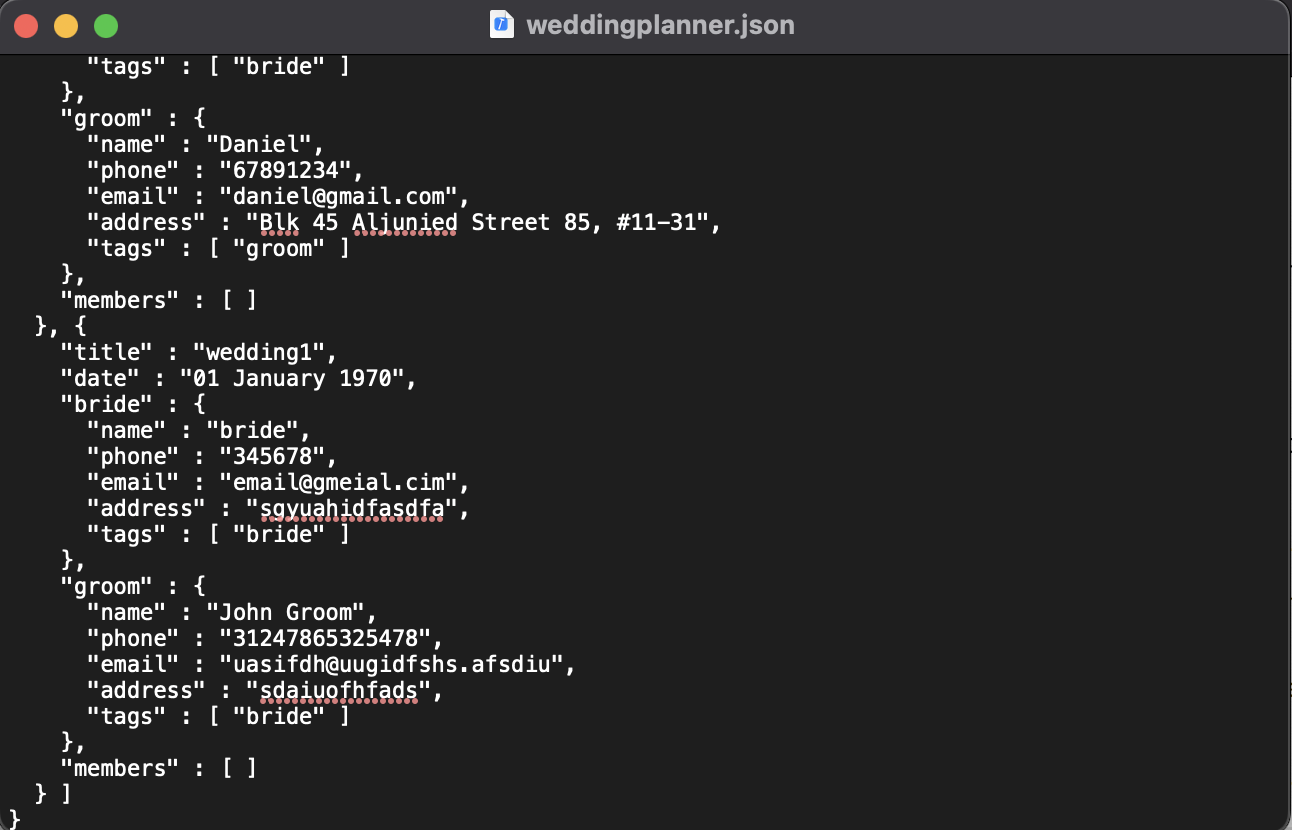 weddingplanner.json
"tags" : [ "bride" ]
},
"groom" : {
"name" : "Daniel",
"phone" : "67891234",
"email" : "daniel@gmail.com",
"address" : "Blk 45 Aljunied Street 85, #11-31",
"tags" : [ "groom" ]
},
"members" : [ ]
}, {
"title" : "wedding1",
"date" : "01 January 1970",
"bride" : {
"name" : "bride",
"phone" : "345678",
"email" : "email@gmeial.cim",
"address" : "sgyuahidfasdfa",
"tags" : [ "bride" ]
},
"groom" : {
"name" : "John Groom",
"phone" : "31247865325478",
"email" : "uasifdh@uugidfshs.afsdiu",
"address" : "sdaiuofhfads",
"tags" : [ "bride" ]
},
"members" : [ ]
} ]
}